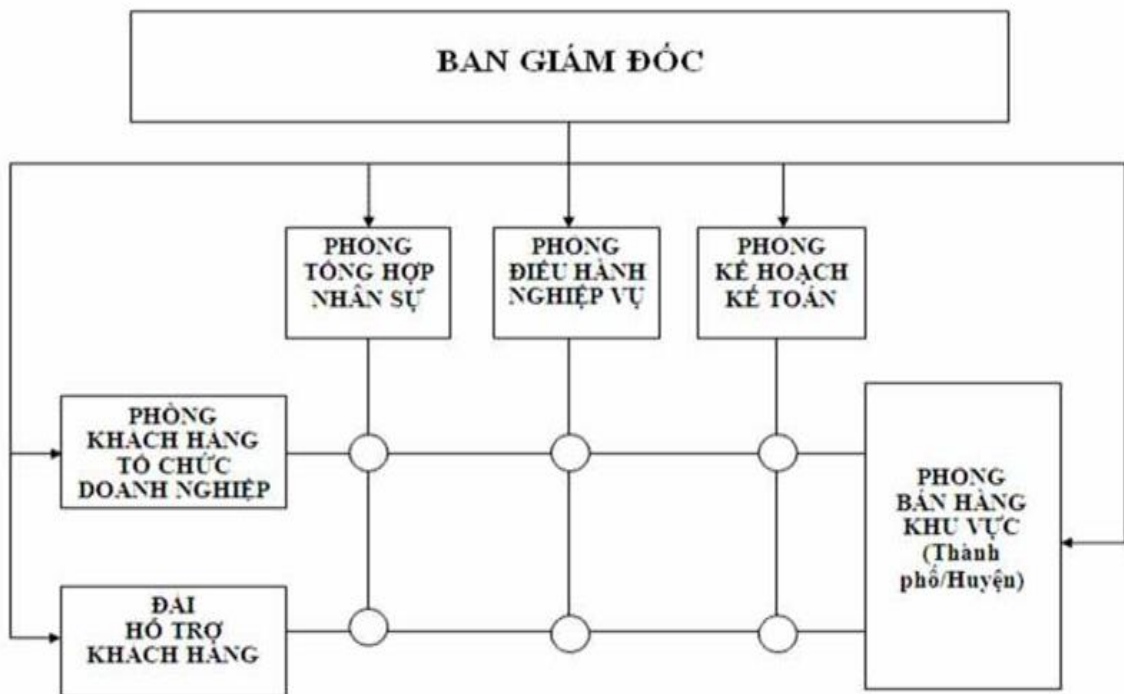 BAN GIÁM ĐỐC
PHÒNG
TỔNG HỢP
NHÂN SỰ
PHÒNG
ĐIỀU HÀNH
NGHIỆP VỤ
PHÒNG
KẾ HOẠCH
KẾ TOÁN
PHÒNG
KHÁCH HÀNG
TỔ CHỨC
DOANH NGHIỆP
PHÒNG
BÁN HÀNG
KHU VỰC
(Thành
phố/Huyện)
ĐÀI
HỖ TRỢ
KHÁCH HÀNG